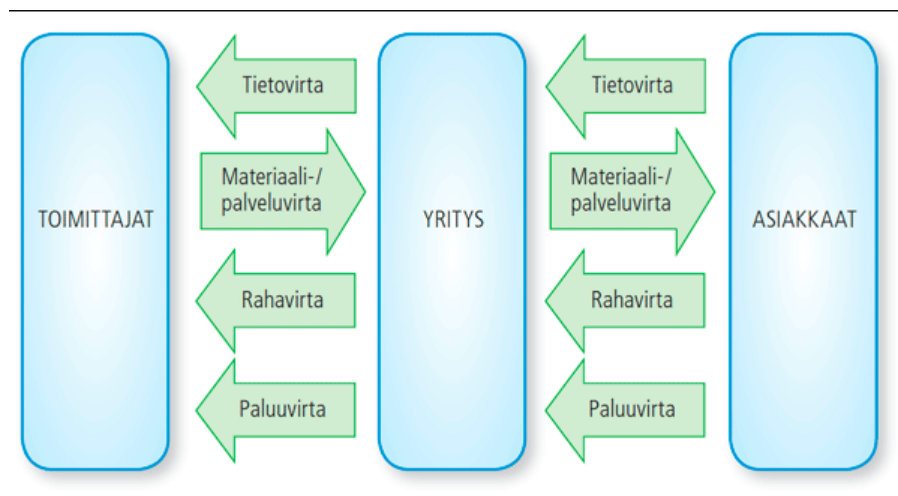 Tietovirta
Tietovirta
Materiaali-/
palveluvirta
Materiaali-/
palveluvirta
TOIMITTAJAT
YRITYS
ASIAKKAAT
Rahavirta
Rahavirta
Paluuvirta
Paluuvirta